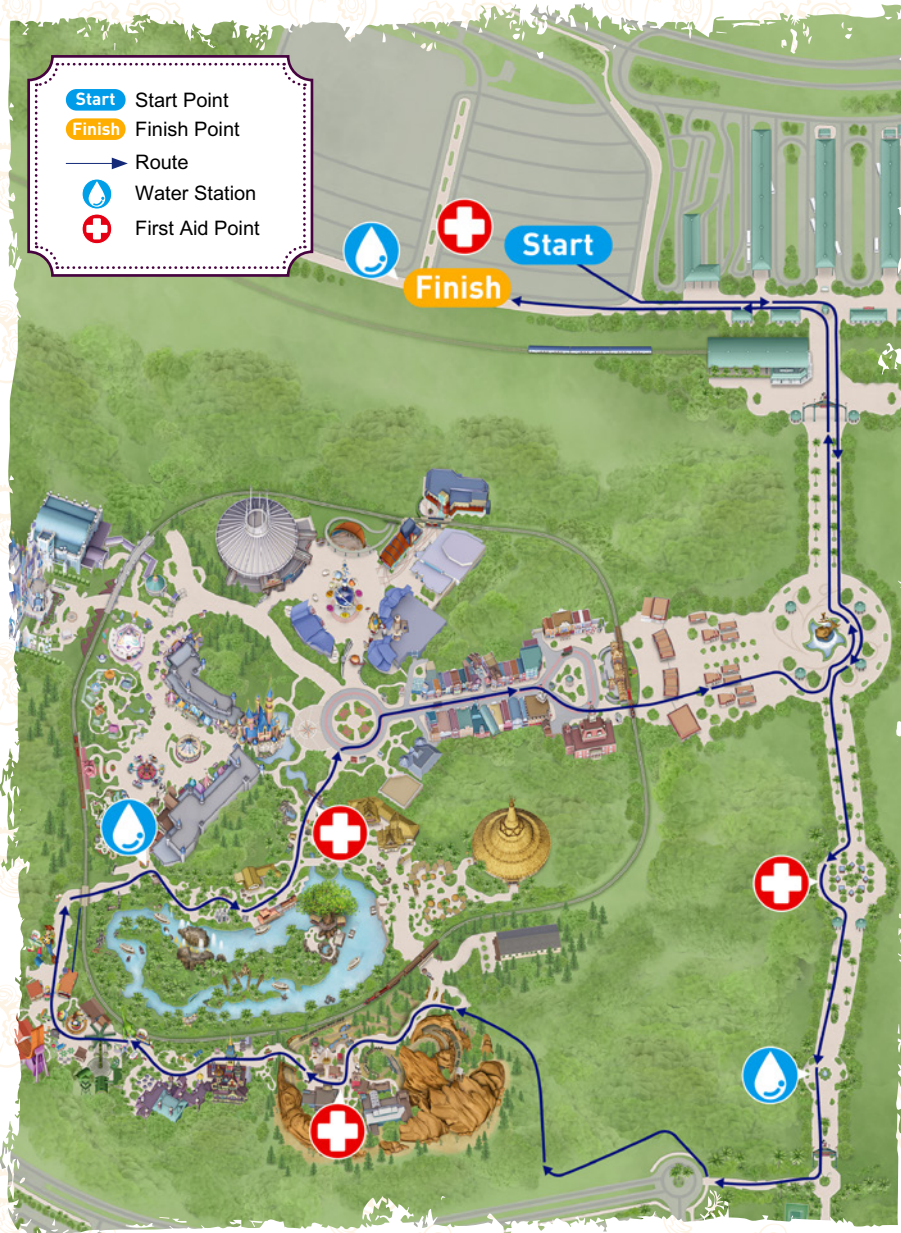 Start Start Point
Finish Finish Point
Route
Water Station
First Aid Point
Start
Finish